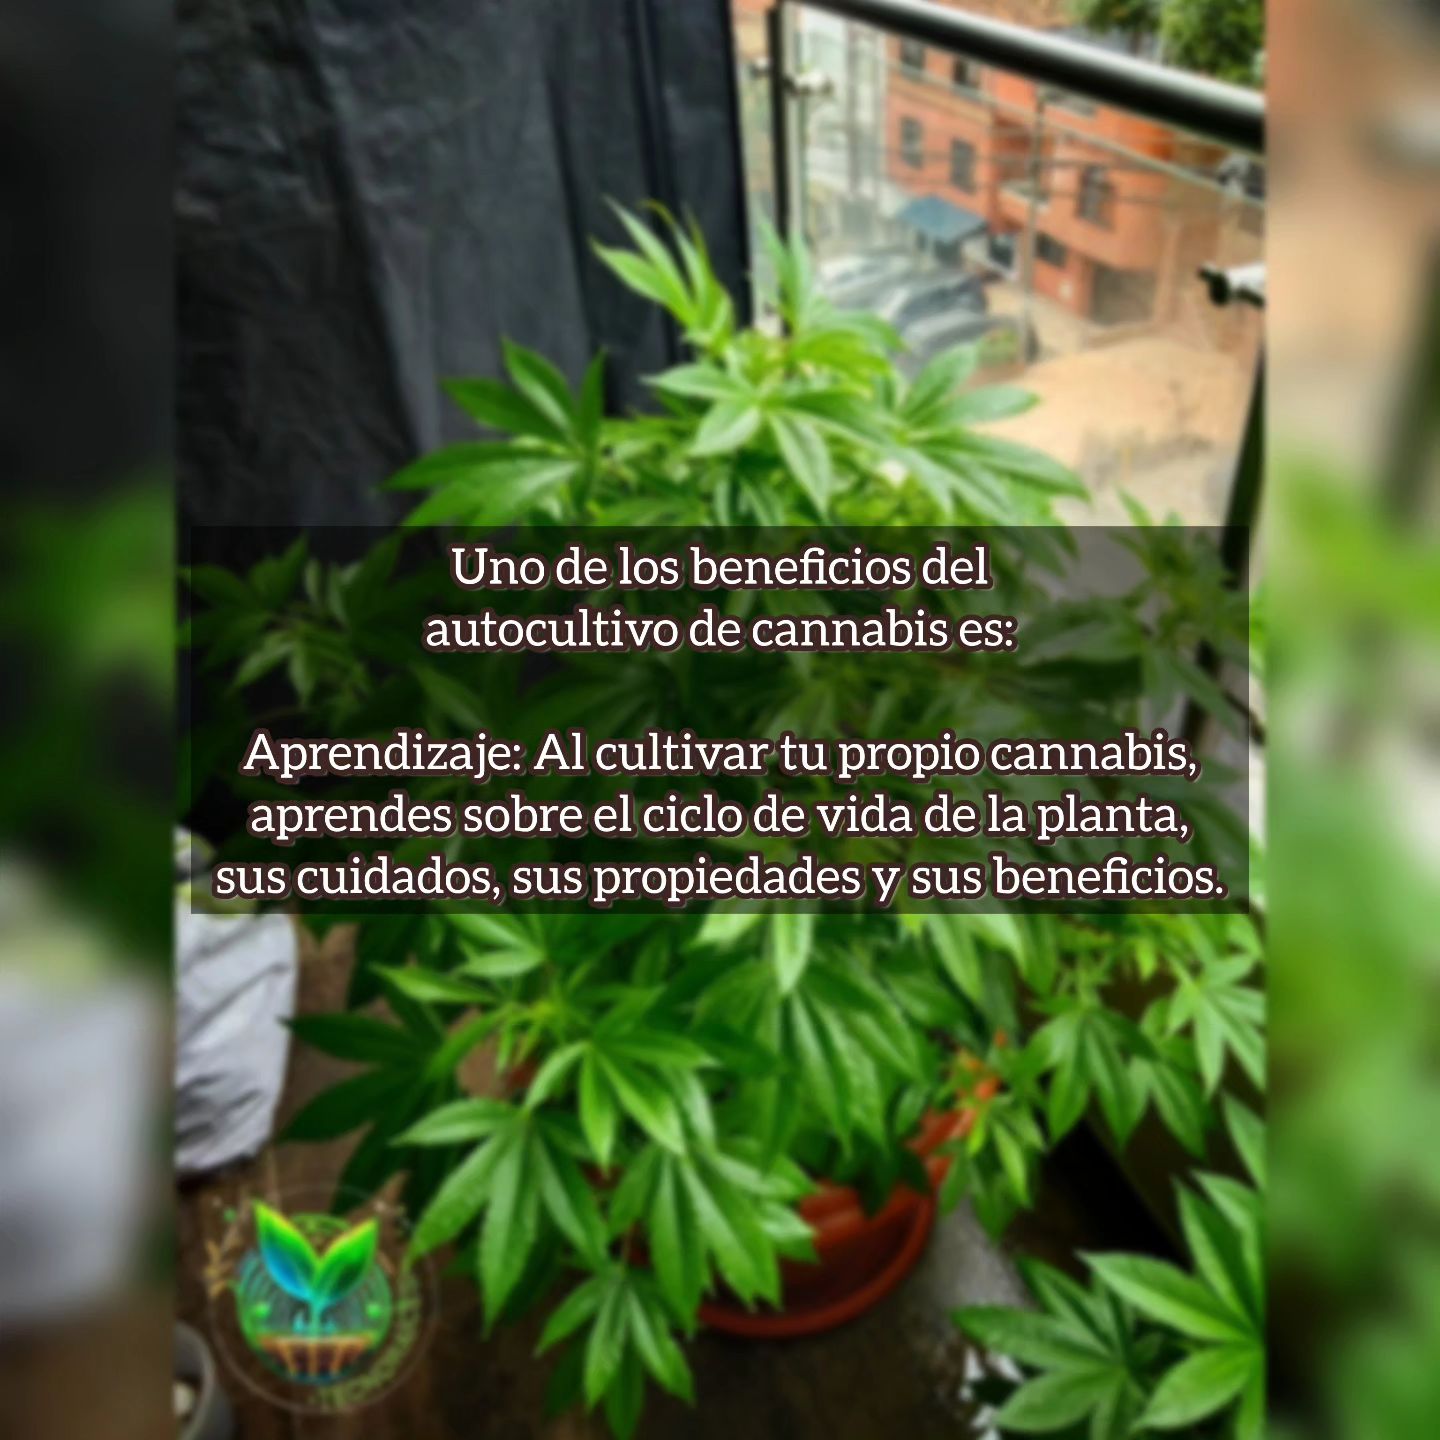 Uno de los beneficios del
autocultivo de cannabis es:
Aprendizaje: Al cultivar tu propio cannabis,
aprendes sobre el ciclo de vida de la planta,
sus cuidados, sus propiedades y sus beneficios.